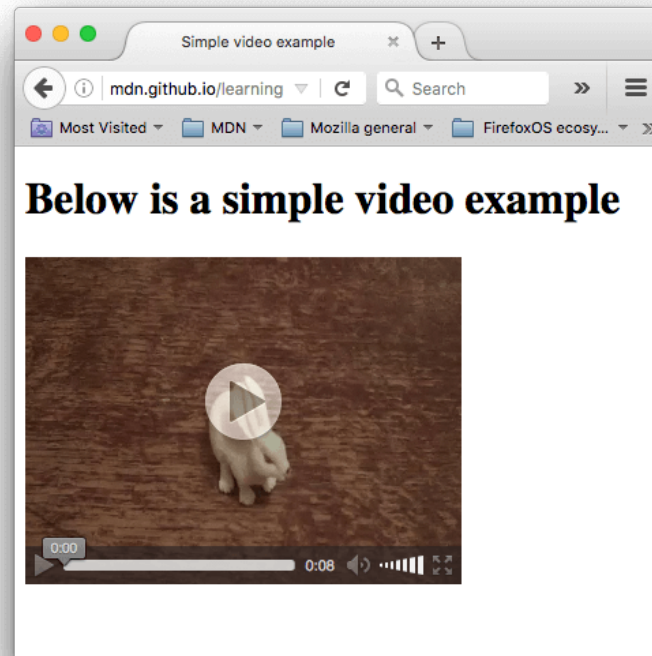 Simple video example
mdn.github.io/learning
Search
Most Visited MDN Mozilla general FirefoxOS ecosy...
Below is a simple video example
0:00
0:08